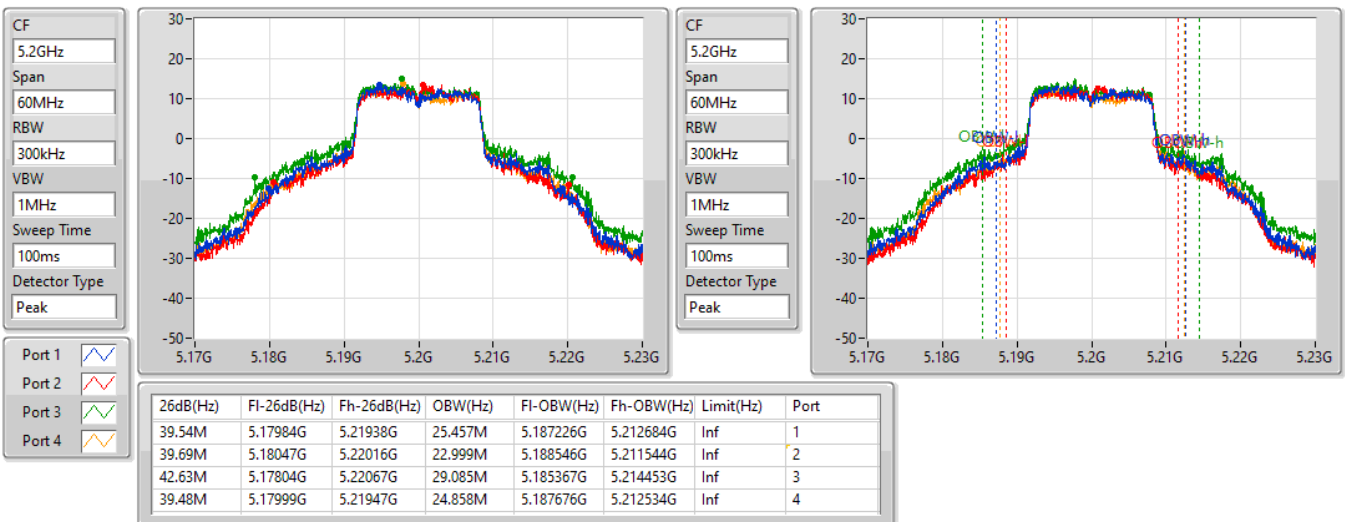 CF
5.2GHz
Span
60MHz
RBW
300kHz
VBW
1MHz
Sweep Time
100ms
Detector Type
Peak
30
20
10
0
-10
-20
-30
-40
-50
5.17G 5.18G 5.19G 5.2G 5.21G 5.22G 5.23G
CF
5.2GHz
Span
60MHz
RBW
300kHz
VBW
1MHz
Sweep Time
100ms
Detector Type
Peak
30
20
10
0
-10
-20
-30
-40
-50
5.17G 5.18G 5.19G 5.2G 5.21G 5.22G 5.23G
Port 1
Port 2
Port 3
Port 4
26dB(Hz) Fl-26dB(Hz) Fh-26dB(Hz) OBW(Hz) Fl-OBW(Hz) Fh-OBW(Hz) Limit(Hz) Port
39.54M 5.17984G 5.21938G 25.457M 5.187226G 5.212684G Inf 1
39.69M 5.18047G 5.22016G 22.999M 5.188546G 5.211544G Inf 2
42.63M 5.17804G 5.22067G 29.085M 5.185367G 5.214453G Inf 3
39.48M 5.17999G 5.21947G 24.858M 5.187676G 5.212534G Inf 4